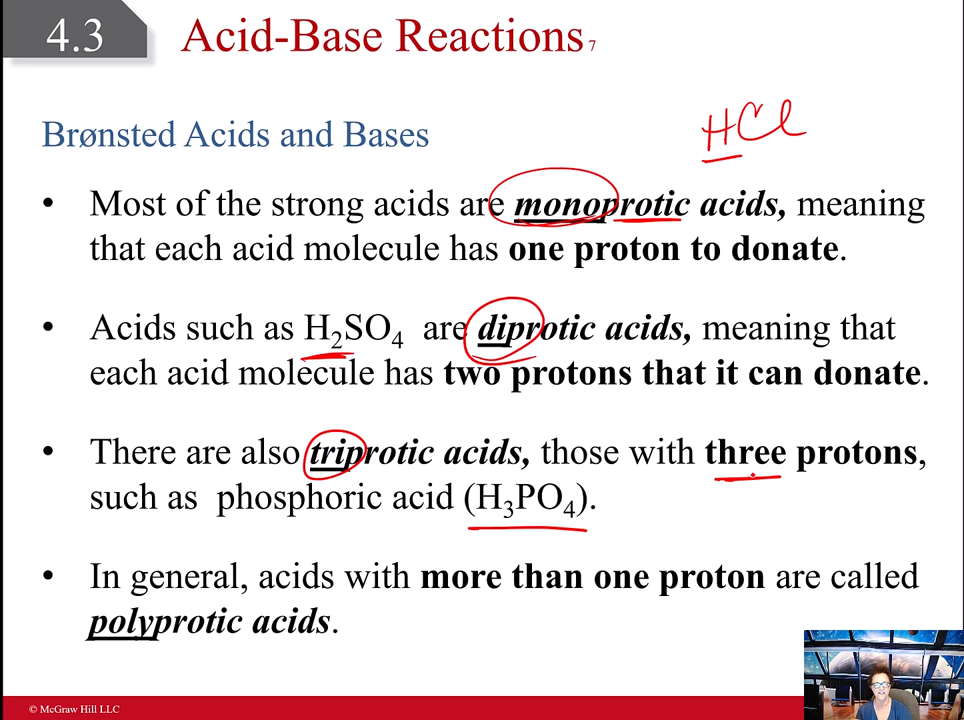 4.3 Acid-Base Reactions 7
HCl
Brønsted Acids and Bases
• Most of the strong acids are monoprotic acids, meaning
that each acid molecule has one proton to donate.
• Acids such as H₂SO₄ are diprotic acids, meaning that
each acid molecule has two protons that it can donate.
• There are also triprotic acids, those with three protons,
such as phosphoric acid (H₃PO₄).
• In general, acids with more than one proton are called
polyprotic acids.
© McGraw Hill LLC